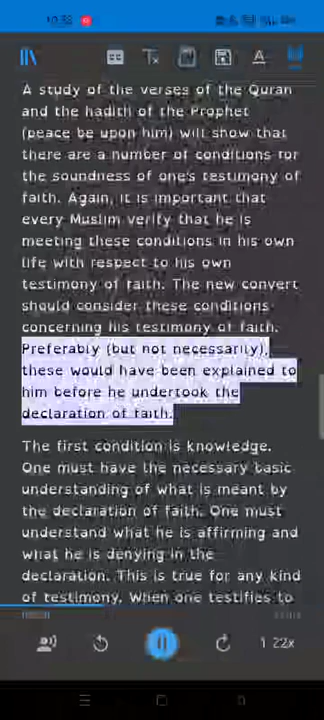 A study of the verses of the Quran
and the hadith of the Prophet
(peace be upon him) will show that
there are a number of conditions for
the soundness of one's testimony of
faith. Again, it is important that
every Muslim verify that he is
meeting these conditions in his own
life with respect to his own
testimony of faith. The new convert
should consider these conditions
concerning his testimony of faith.
Preferably (but not necessarily),
these would have been explained to
him before he undertook the
declaration of faith.
The first condition is knowledge.
One must have the necessary basic
understanding of what is meant by
the declaration of faith. One must
understand what he is affirming and
what he is denying in the
declaration. This is true for any kind
of testimony. When one testifies to
1.22x